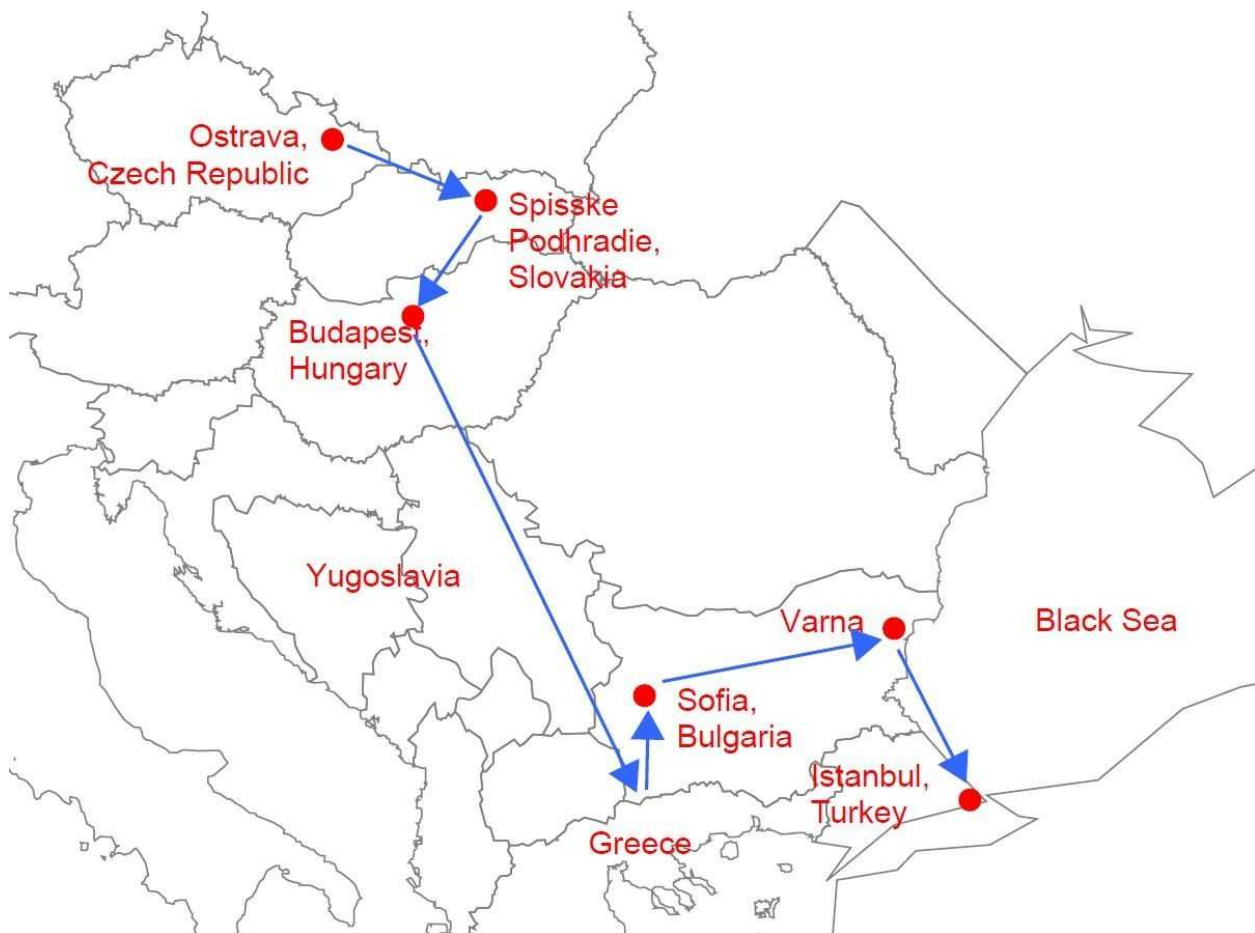 Ostrava,
Czech Republic
Spisske
Podhradie,
Slovakia
Budapest,
Hungary
Yugoslavia
Varna
Black Sea
Sofia,
Bulgaria
Istanbul,
Turkey
Greece